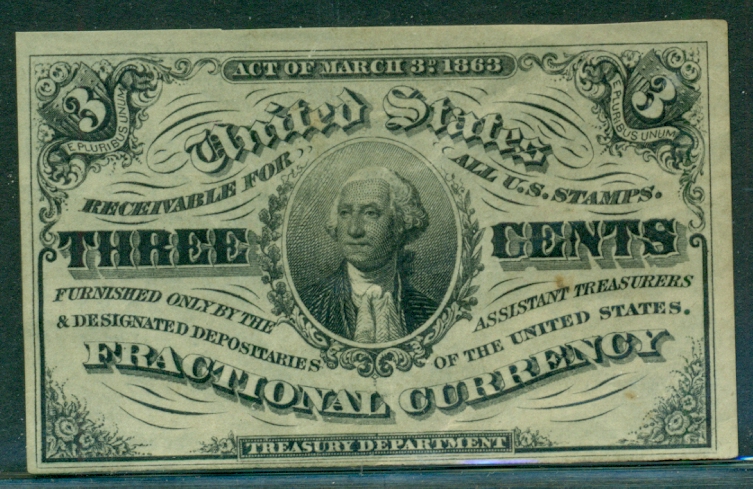 ACT OF MARCH 3: 1863
3
E PLURIBUS UNUM
3
E PLURIBUS UNUM
United States
RECEIVABLE FOR ALL U.S. STAMPS.
THREE CENTS
FURNISHED ONLY BY THE ASSISTANT TREASURERS
& DESIGNATED DEPOSITARIES OF THE UNITED STATES.
FRACTIONAL CURRENCY
TREASURY DEPARTMENT